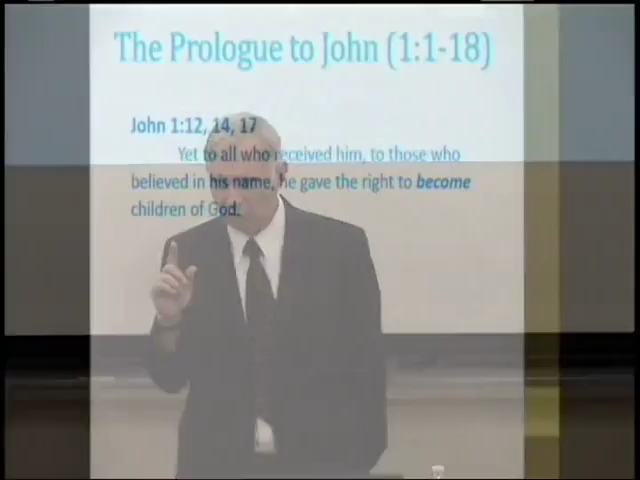 The Prologue to John (1:1-18)
John 1:12, 14, 17
Yet to all who received him, to those who
believed in his name, he gave the right to become
children of God.